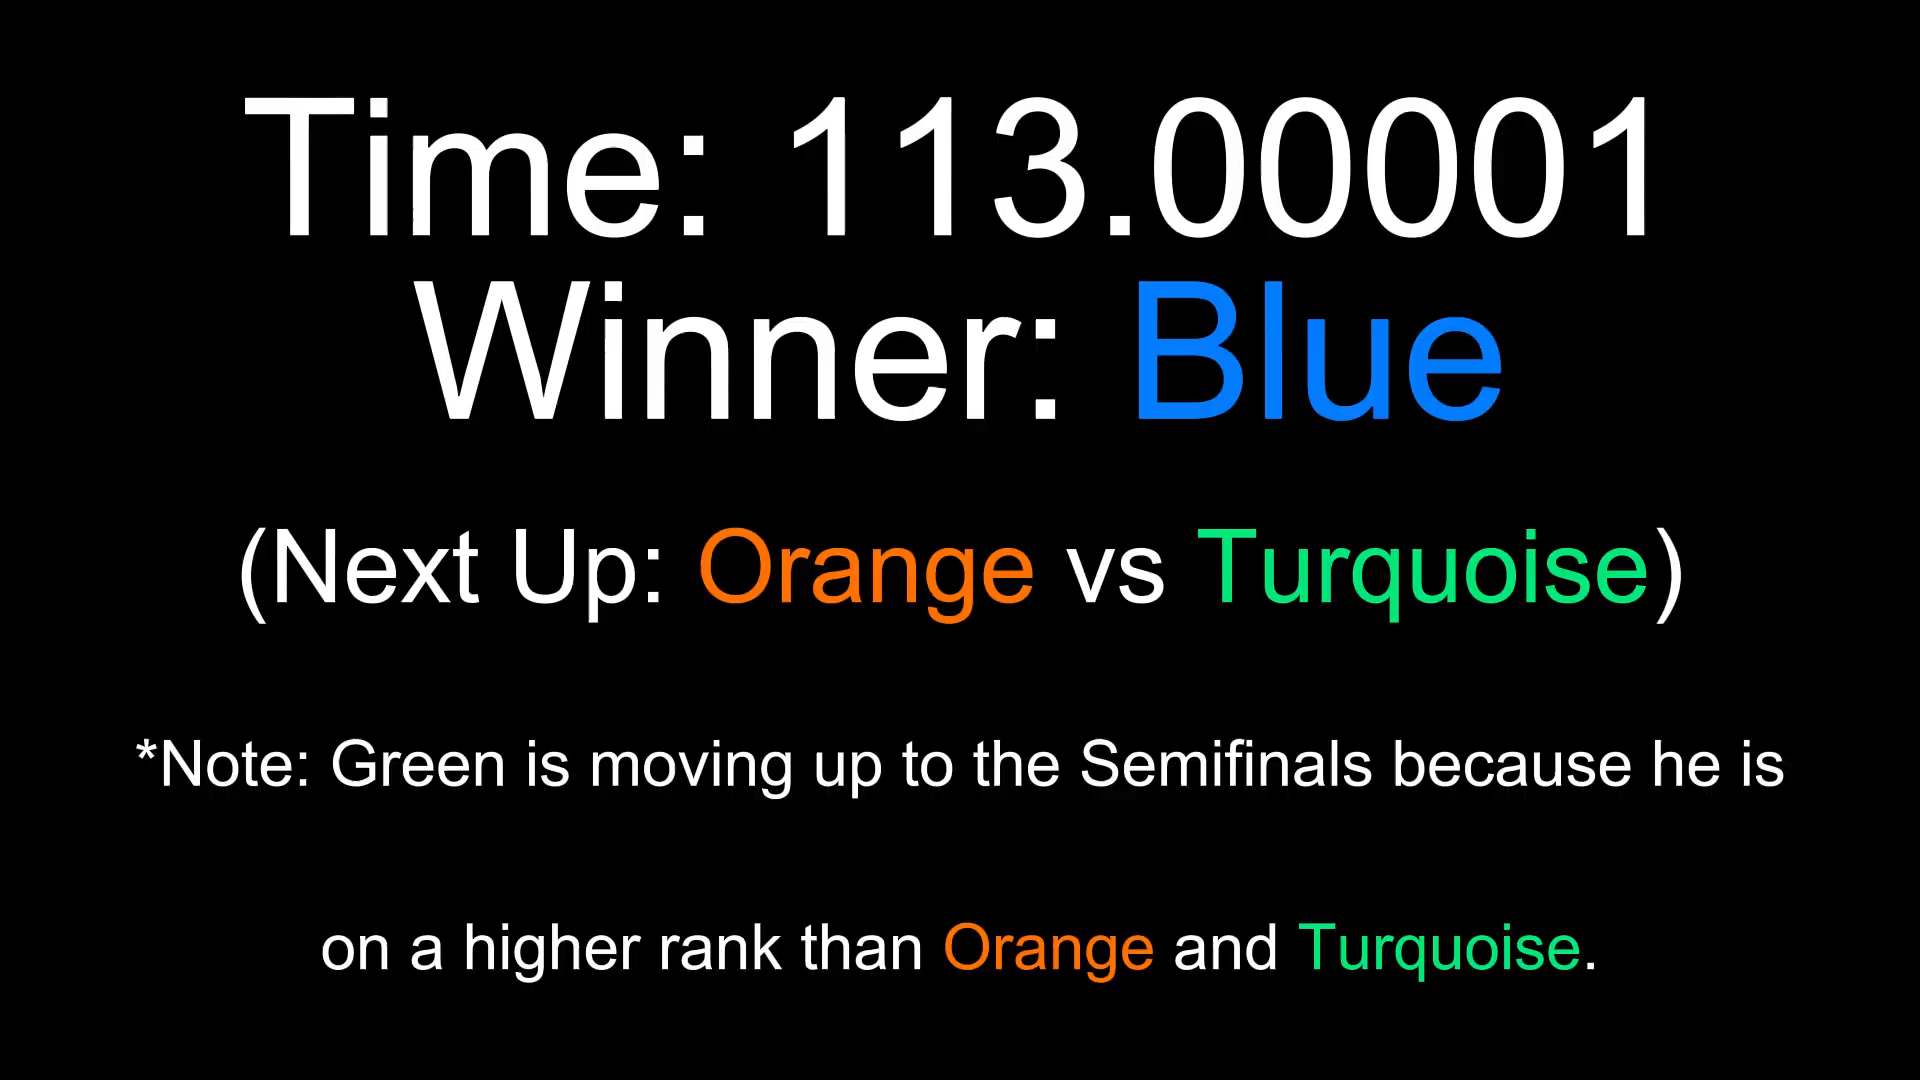 Time: 113.00001
Winner: Blue
(Next Up: Orange vs Turquoise)
*Note: Green is moving up to the Semifinals because he is
on a higher rank than Orange and Turquoise.